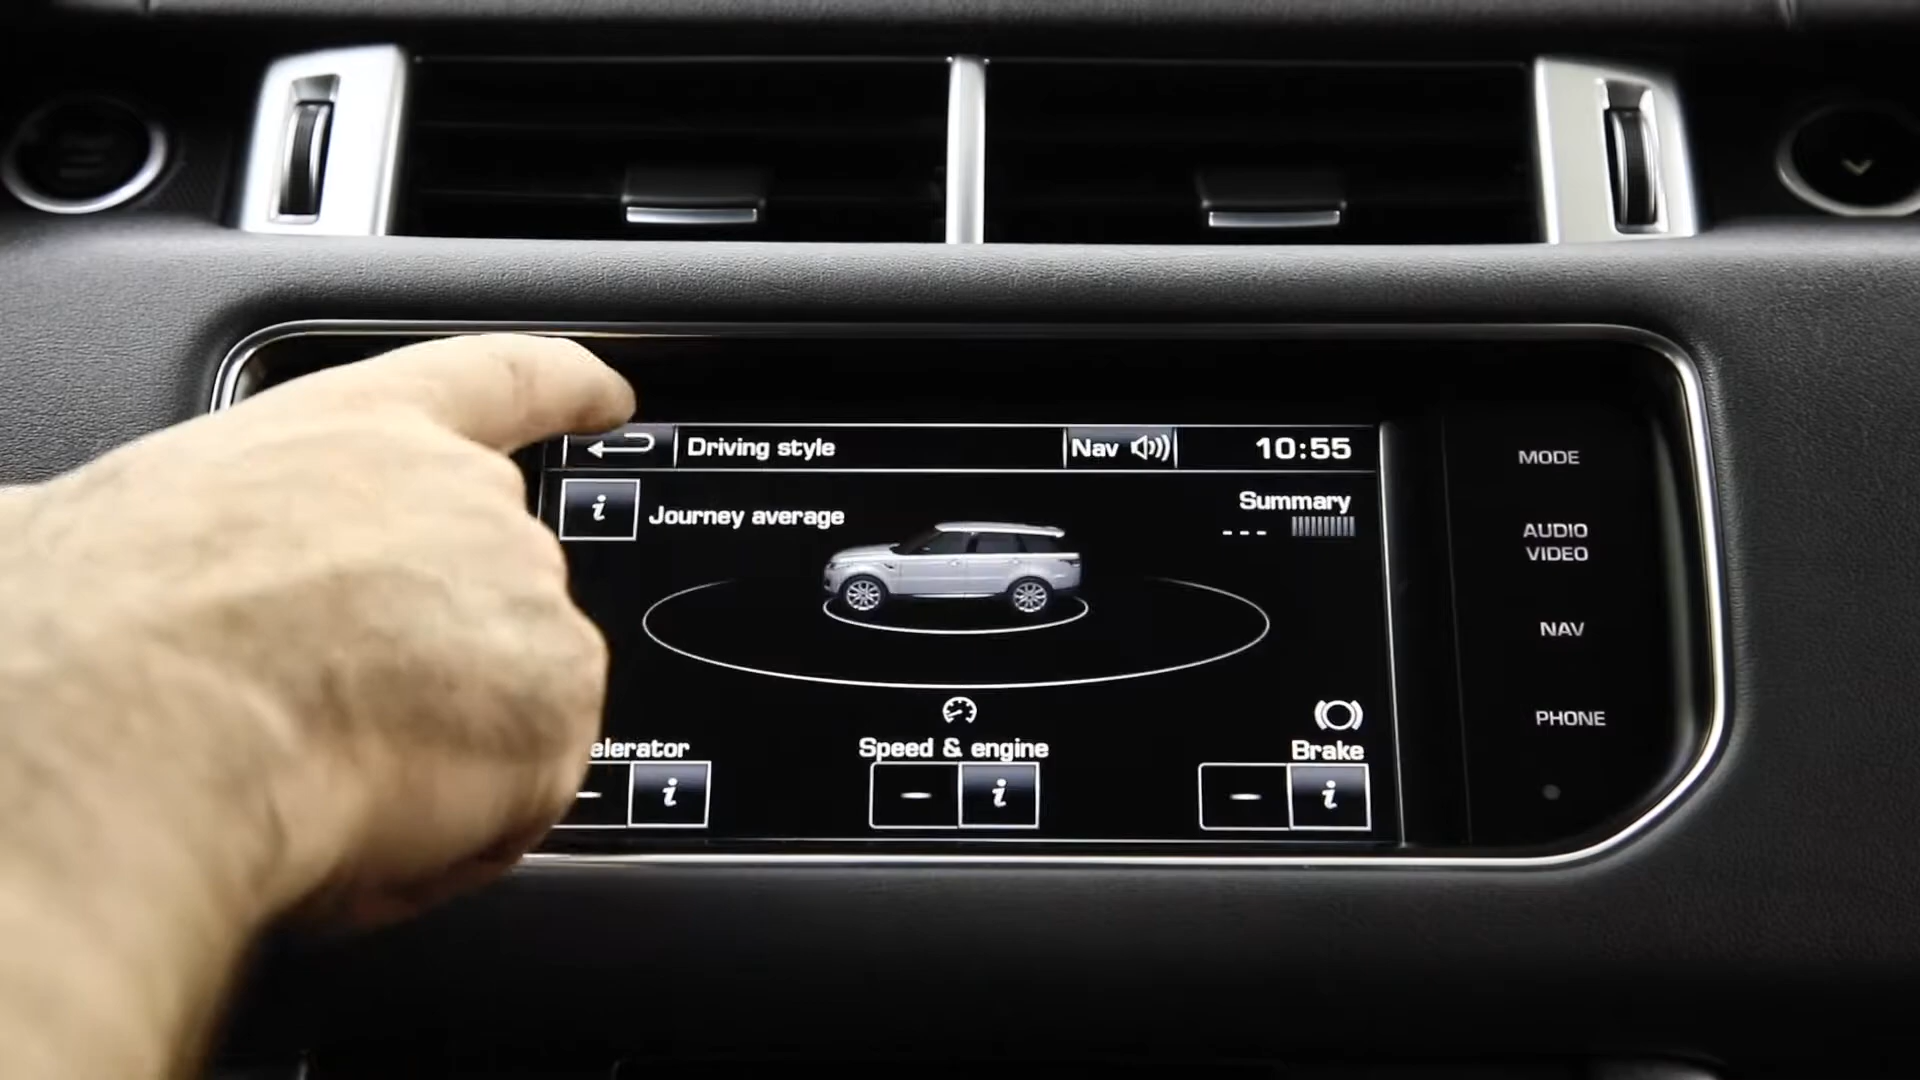 Driving style
Nav
10:55
i
Journey average
Summary
---
elerator
Speed & engine
Brake
- i
- i
- i
MODE
AUDIO
VIDEO
NAV
PHONE